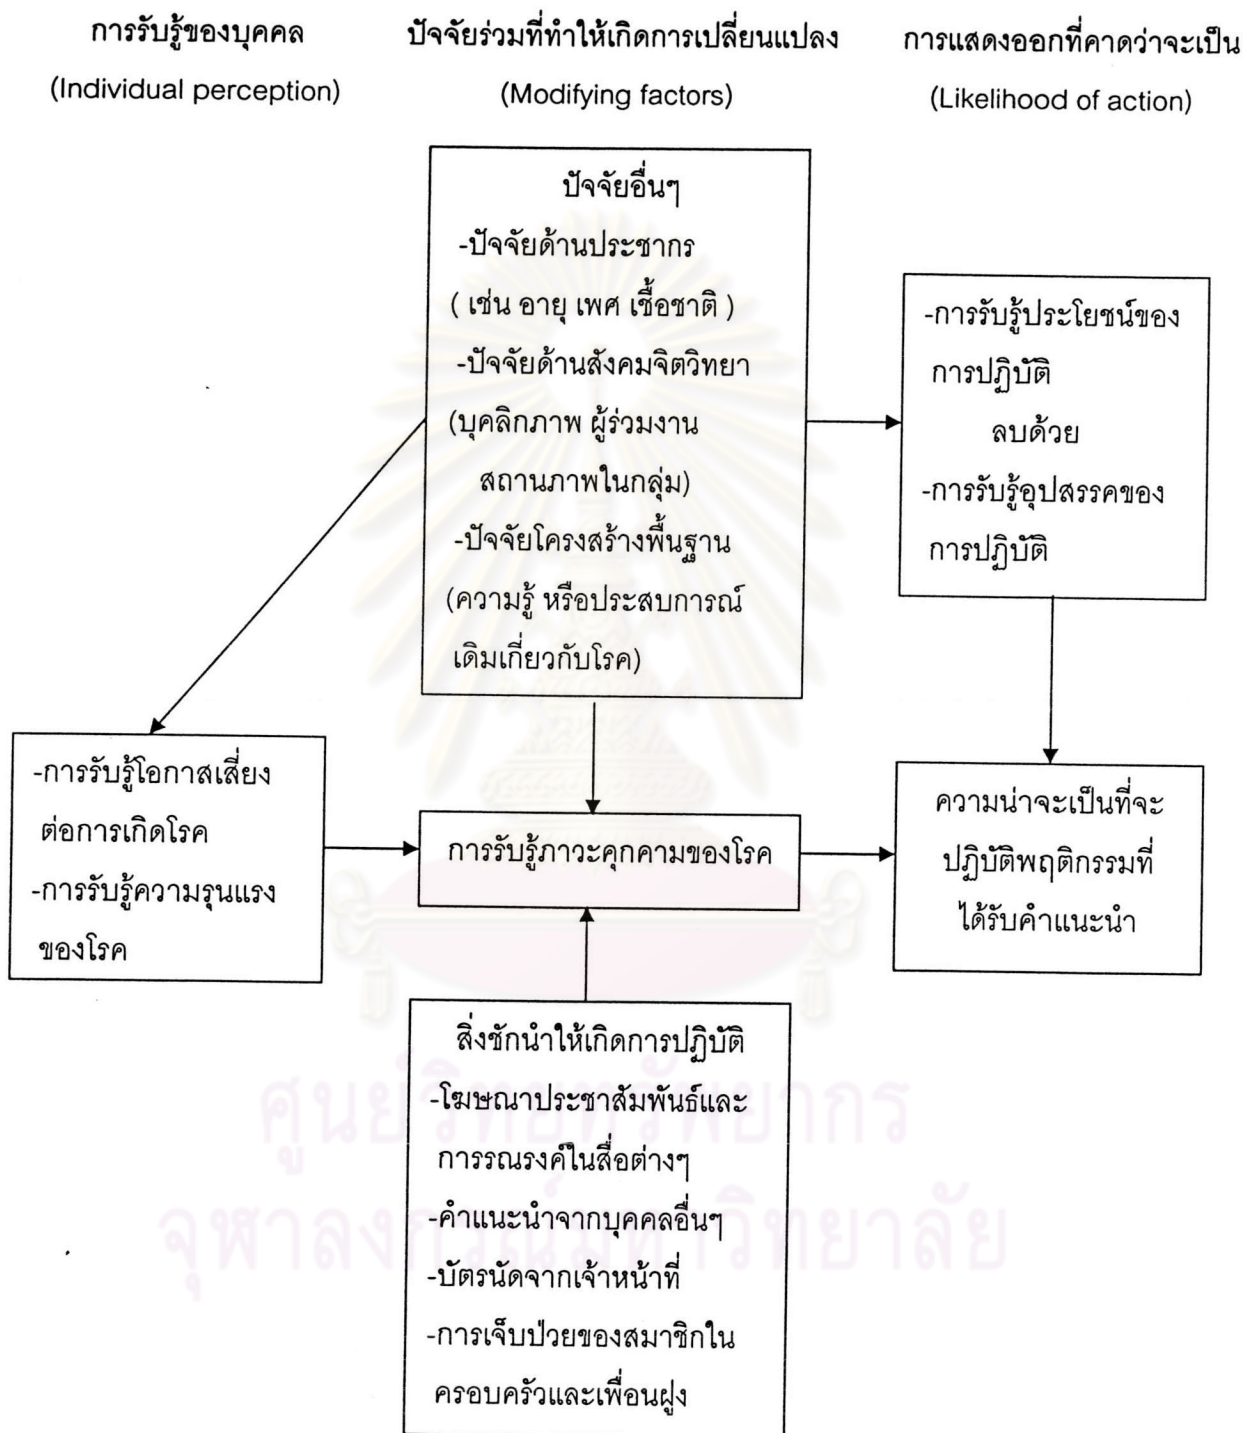 การรับรู้ของบุคคล
(Individual perception)
ปัจจัยร่วมที่ทำให้เกิดการเปลี่ยนแปลง
(Modifying factors)
การแสดงออกที่คาดว่าจะเป็น
(Likelihood of action)
ปัจจัยอื่นๆ
-ปัจจัยด้านประชากร
( เช่น อายุ เพศ เชื้อชาติ )
-ปัจจัยด้านสังคมจิตวิทยา
(บุคลิกภาพ ผู้ร่วมงาน
สถานภาพในกลุ่ม)
-ปัจจัยโครงสร้างพื้นฐาน
(ความรู้ หรือประสบการณ์
เดิมเกี่ยวกับโรค)
-การรับรู้ประโยชน์ของ
การปฏิบัติ
ลบด้วย
-การรับรู้อุปสรรคของ
การปฏิบัติ
-การรับรู้โอกาสเสี่ยง
ต่อการเกิดโรค
-การรับรู้ความรุนแรง
ของโรค
การรับรู้ภาวะคุกคามของโรค
ความน่าจะเป็นที่จะ
ปฏิบัติพฤติกรรมที่
ได้รับคำแนะนำ
สิ่งชักนำให้เกิดการปฏิบัติ
-โฆษณาประชาสัมพันธ์และ
การรณรงค์ในสื่อต่างๆ
-คำแนะนำจากบุคคลอื่นๆ
-บัตรนัดจากเจ้าหน้าที่
-การเจ็บป่วยของสมาชิกใน
ครอบครัวและเพื่อนฝูง
ศูนย์วิทยทรัพยากร
จุฬาลงกรณ์มหาวิทยาลัย